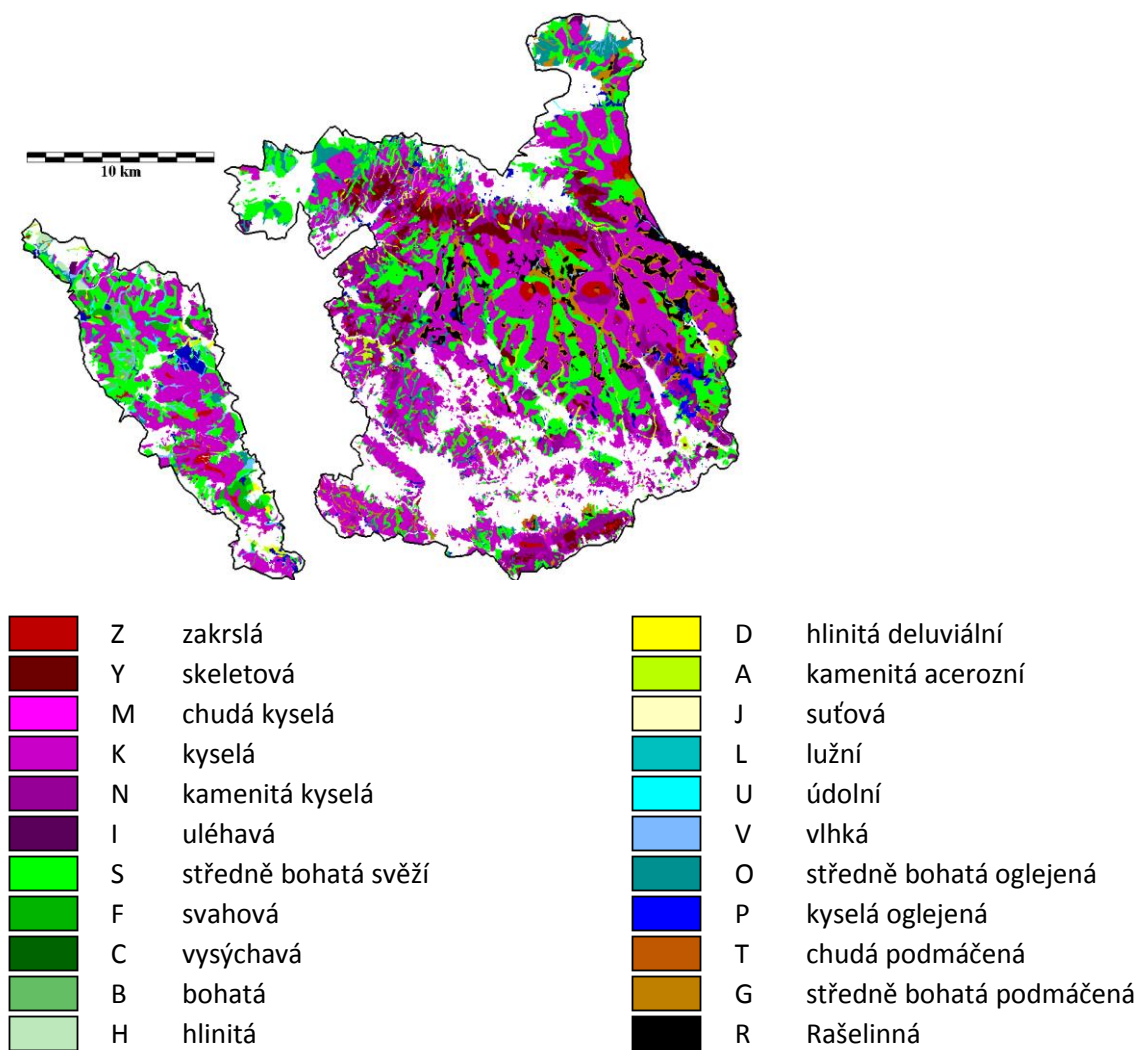 10 km
Z zakrslá
Y skeletová
M chudá kyselá
K kyselá
N kamenitá kyselá
I uléhavá
S středně bohatá svěží
F svahová
C vysýchavá
B bohatá
H hlinitá
D hlinitá deluviální
A kamenitá acerozní
J suťová
L lužní
U údolní
V vlhká
O středně bohatá oglejená
P kyselá oglejená
T chudá podmáčená
G středně bohatá podmáčená
R Rašelinná